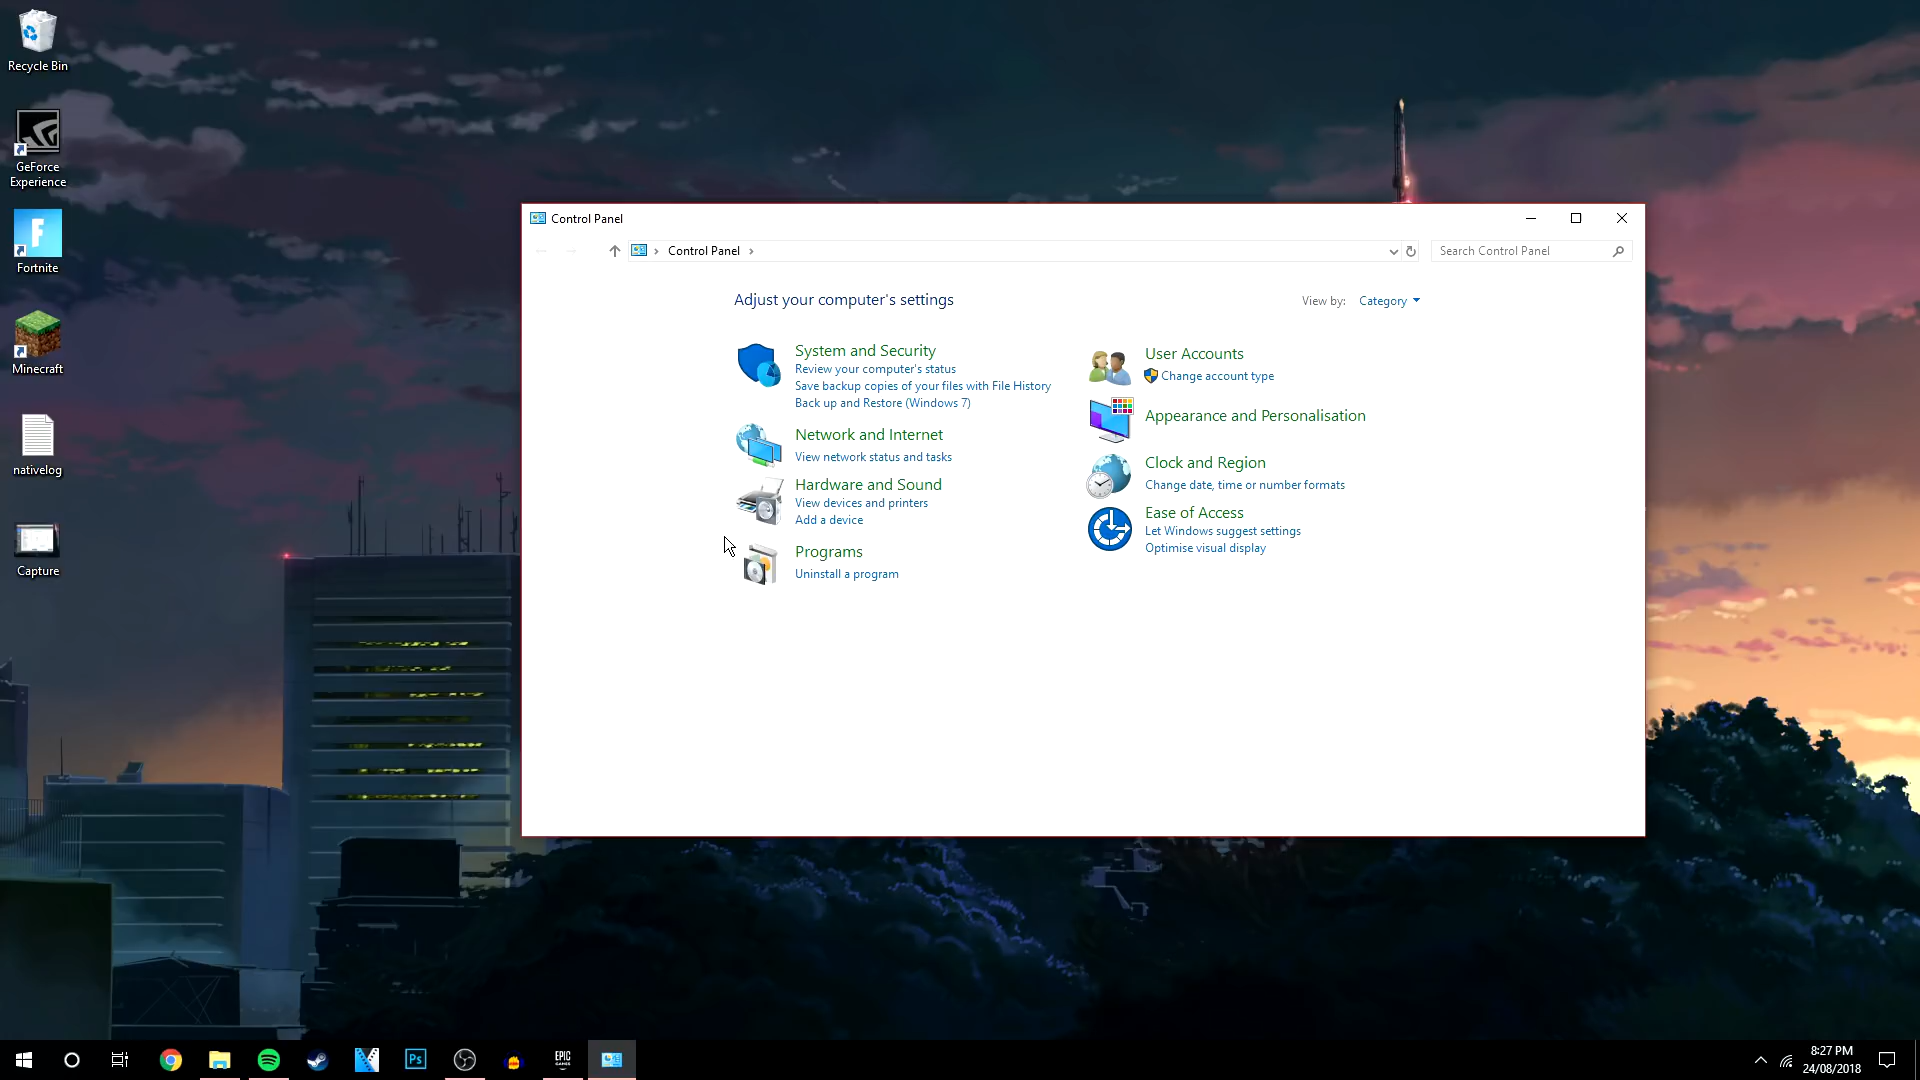 Recycle Bin
GeForce
Experience
Fortnite
Minecraft
nativelog
Capture
Control Panel
Control Panel
Search Control Panel
Adjust your computer's settings
View by: Category
System and Security
Review your computer's status
Save backup copies of your files with File History
Back up and Restore (Windows 7)
Network and Internet
View network status and tasks
Hardware and Sound
View devices and printers
Add a device
Programs
Uninstall a program
User Accounts
Change account type
Appearance and Personalisation
Clock and Region
Change date, time or number formats
Ease of Access
Let Windows suggest settings
Optimise visual display
F
Ps
EPIC
GAMES
8:27 PM
24/08/2018